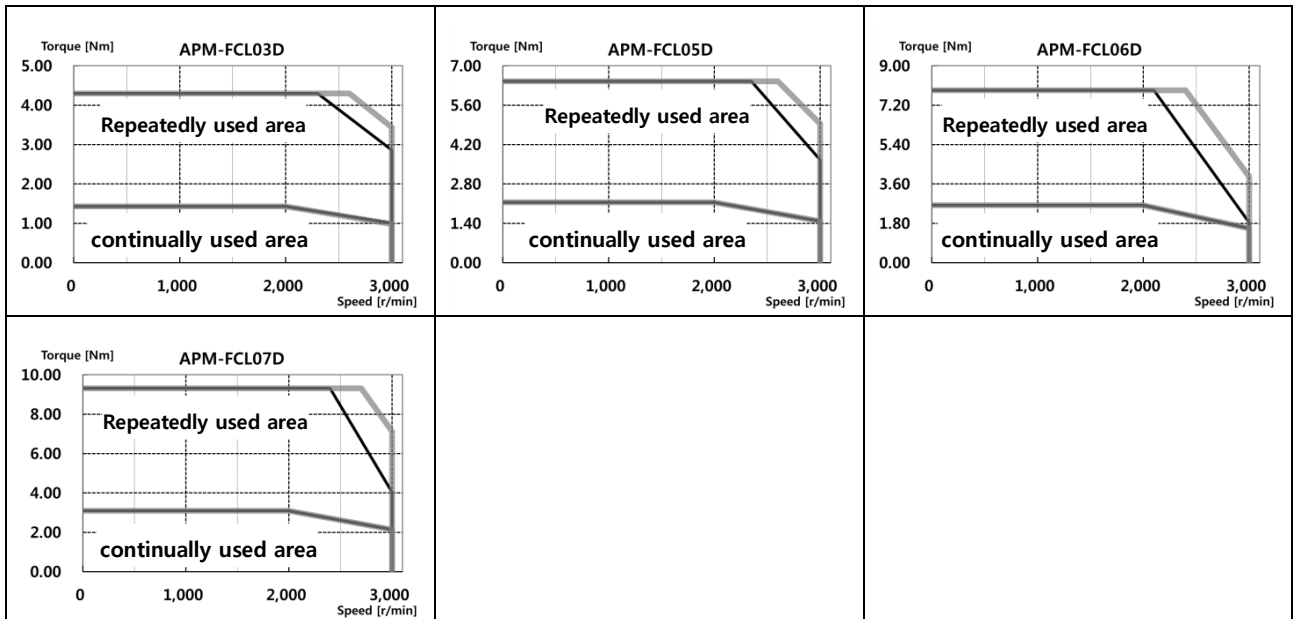 Torque [Nm]
APM-FCL03D
5.00
4.00
3.00
2.00
1.00
0.00
Repeatedly used area
continually used area
0 1,000 2,000 3,000
Speed [r/min]
Torque [Nm]
APM-FCL05D
7.00
5.60
4.20
2.80
1.40
0.00
Repeatedly used area
continually used area
0 1,000 2,000 3,000
Speed [r/min]
Torque [Nm]
APM-FCL06D
9.00
7.20
5.40
3.60
1.80
0.00
Repeatedly used area
continually used area
0 1,000 2,000 3,000
Speed [r/min]
Torque [Nm]
APM-FCL07D
10.00
8.00
6.00
4.00
2.00
0.00
Repeatedly used area
continually used area
0 1,000 2,000 3,000
Speed [r/min]